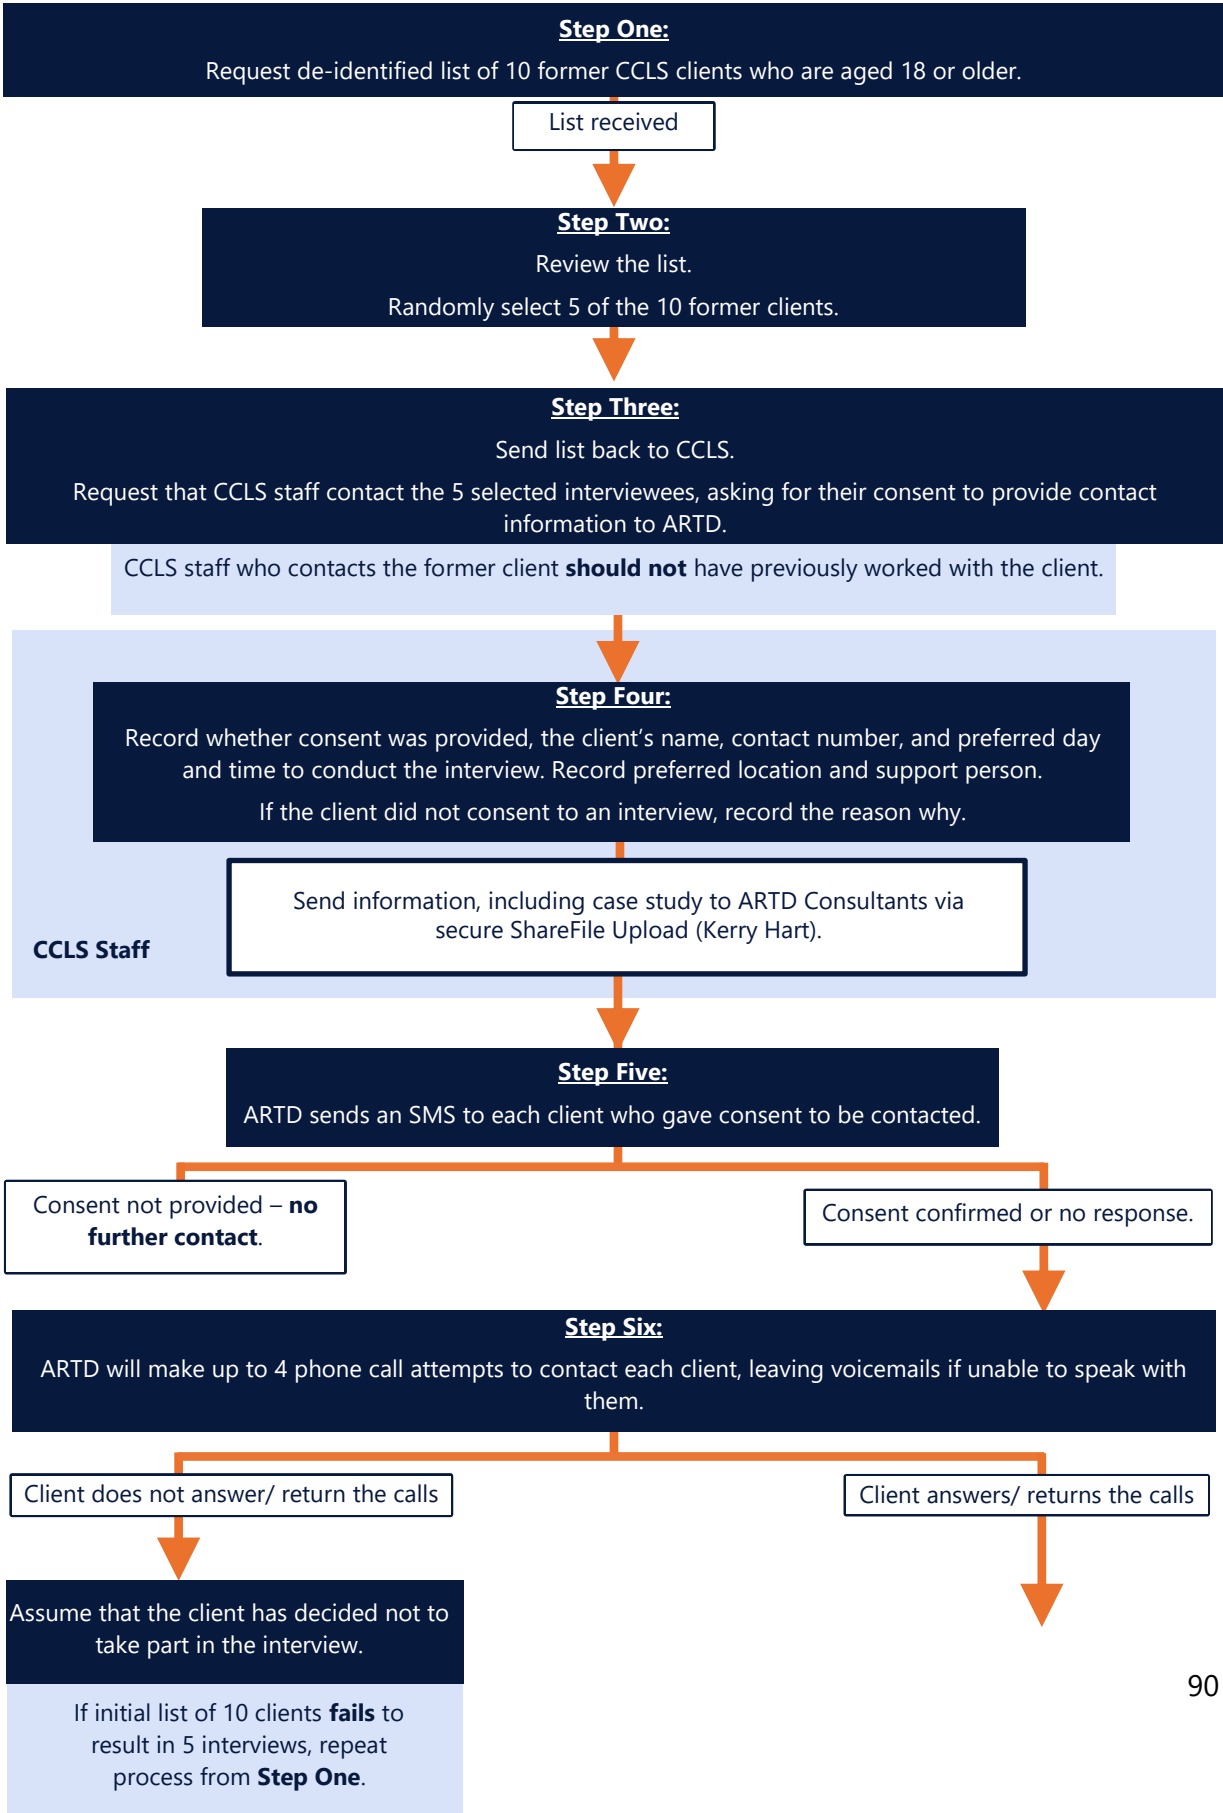 Step One:
Request de-identified list of 10 former CCLS clients who are aged 18 or older.
List received
Step Two:
Review the list.
Randomly select 5 of the 10 former clients.
Step Three:
Send list back to CCLS.
Request that CCLS staff contact the 5 selected interviewees, asking for their consent to provide contact
information to ARTD.
CCLS staff who contacts the former client should not have previously worked with the client.
Step Four:
Record whether consent was provided, the client’s name, contact number, and preferred day
and time to conduct the interview. Record preferred location and support person.
If the client did not consent to an interview, record the reason why.
Send information, including case study to ARTD Consultants via
secure ShareFile Upload (Kerry Hart).
CCLS Staff
Step Five:
ARTD sends an SMS to each client who gave consent to be contacted.
Consent not provided – no
further contact.
Consent confirmed or no response.
Step Six:
ARTD will make up to 4 phone call attempts to contact each client, leaving voicemails if unable to speak with
them.
Client does not answer/ return the calls
Client answers/ returns the calls
Assume that the client has decided not to
take part in the interview.
If initial list of 10 clients fails to
result in 5 interviews, repeat
process from Step One.
90